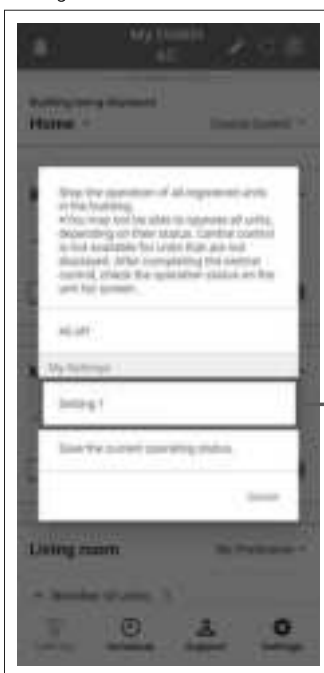 Building being displayed
Home
Stop the operation of all registered units
in the building.
•You may not be able to operate all units,
depending on their status. Central control
is not available for units that are not
displayed. After completing the central
control, check the operation status on the
unit list screen.
All off
My Settings
Setting 1
Save the current operating status.
Cancel
Living room
My Preference
Number of units
Schedule
Support
Settings